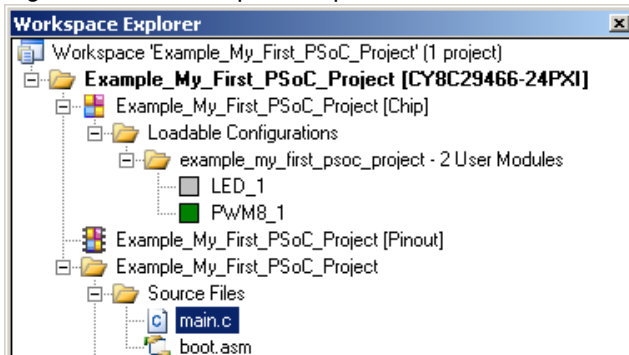 Workspace Explorer
Workspace 'Example_My_First_PSoC_Project' (1 project)
Example_My_First_PSoC_Project [CY8C29466-24PXI]
Example_My_First_PSoC_Project [Chip]
Loadable Configurations
example_my_first_psoc_project - 2 User Modules
LED_1
PWM8_1
Example_My_First_PSoC_Project [Pinout]
Example_My_First_PSoC_Project
Source Files
main.c
boot.asm